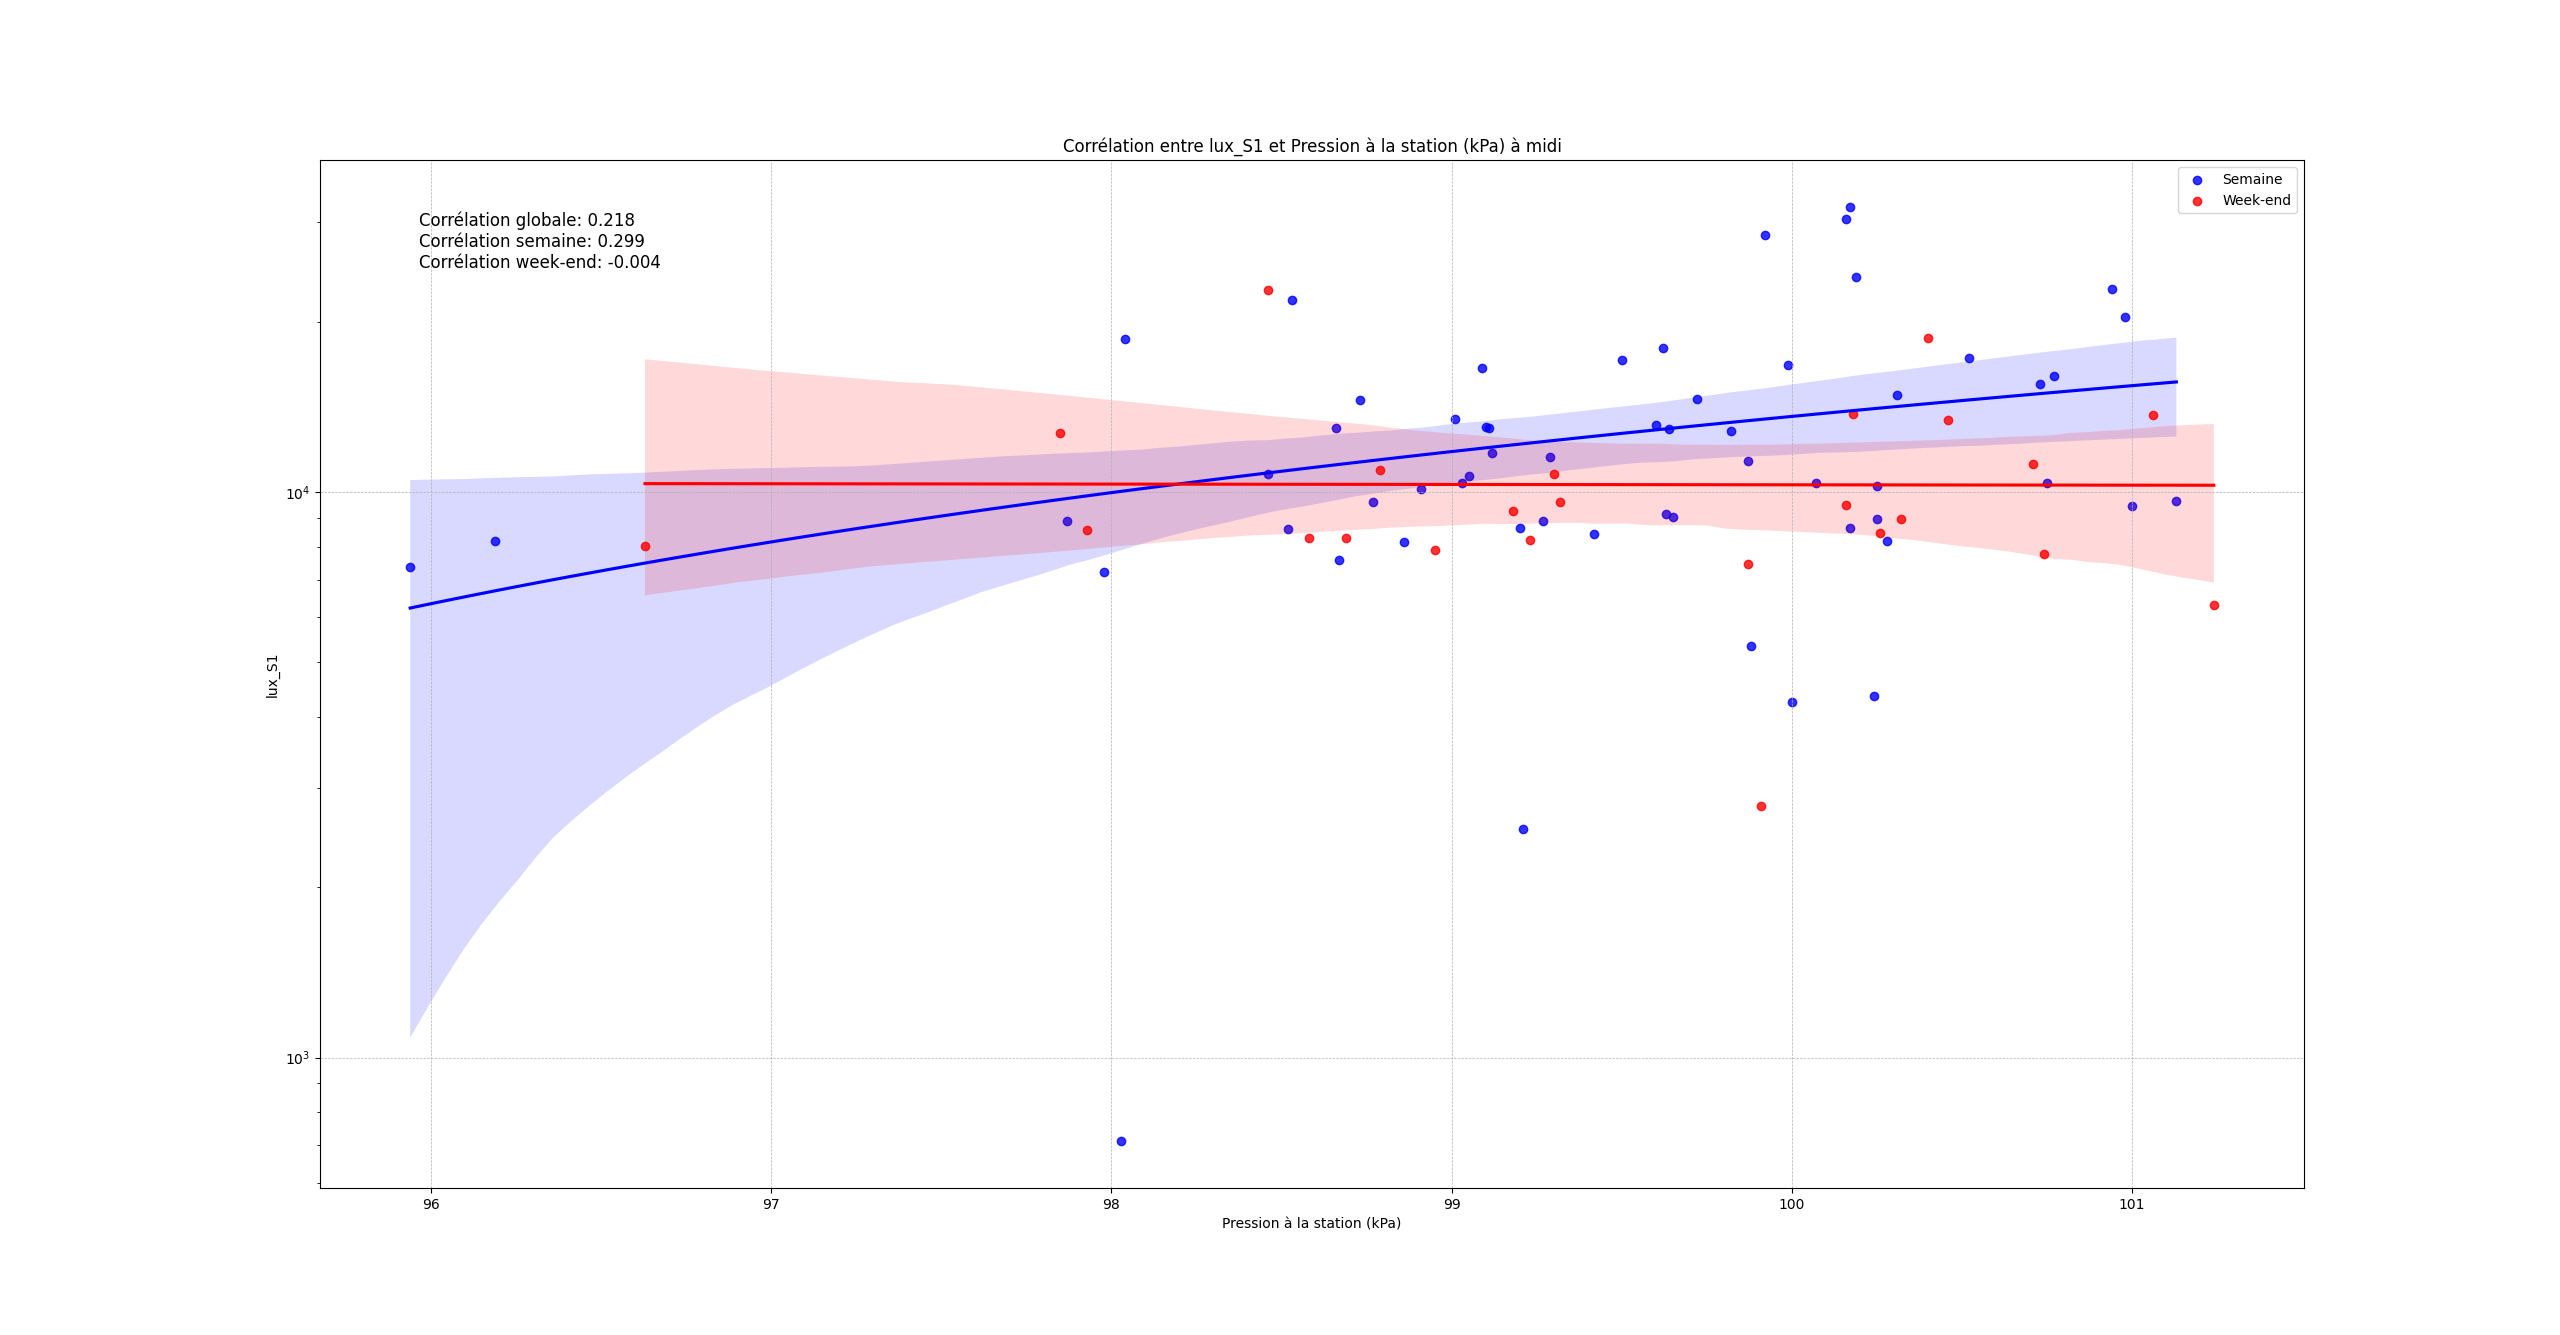 Corrélation entre lux_S1 et Pression à la station (kPa) à midi
Corrélation globale: 0.218
Corrélation semaine: 0.299
Corrélation week-end: -0.004
Semaine
Week-end
10⁴
10³
lux_S1
96 97 98 99 100 101
Pression à la station (kPa)